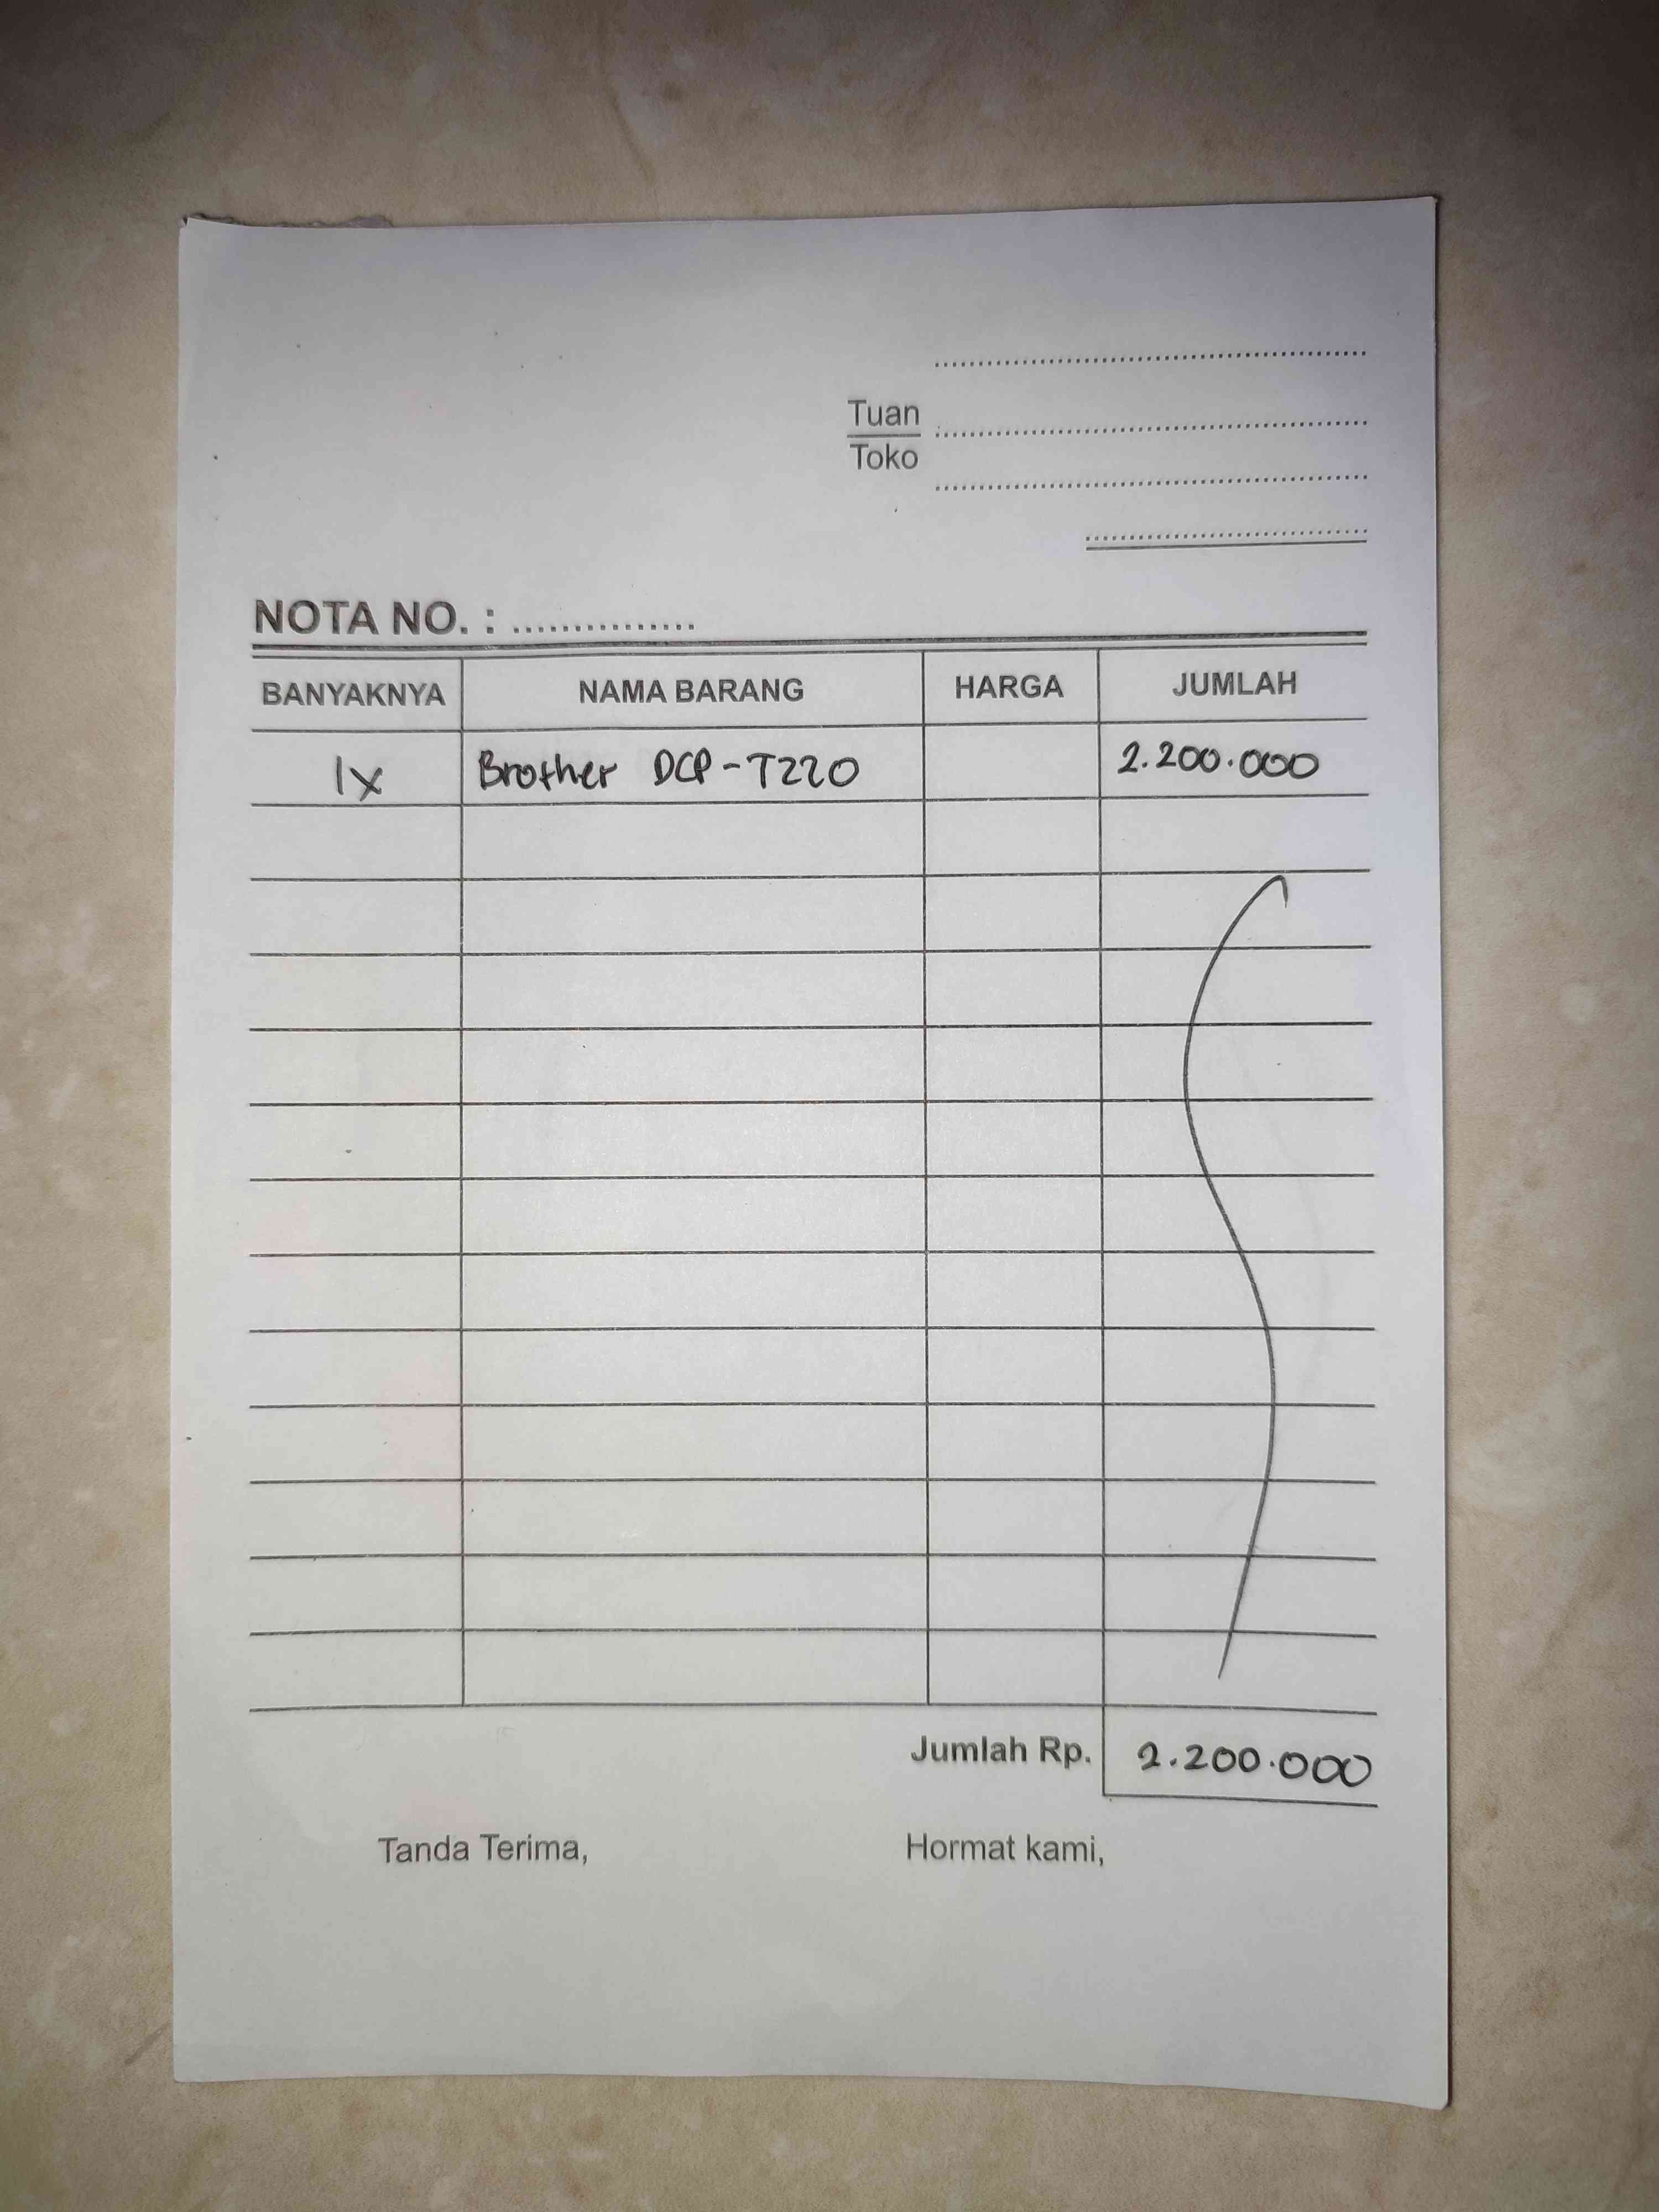 Tuan
Toko
NOTA NO. : ...............
BANYAKNYA NAMA BARANG HARGA JUMLAH
1x Brother DCP-T220 2.200.000
Jumlah Rp. 2.200.000
Tanda Terima, Hormat kami,